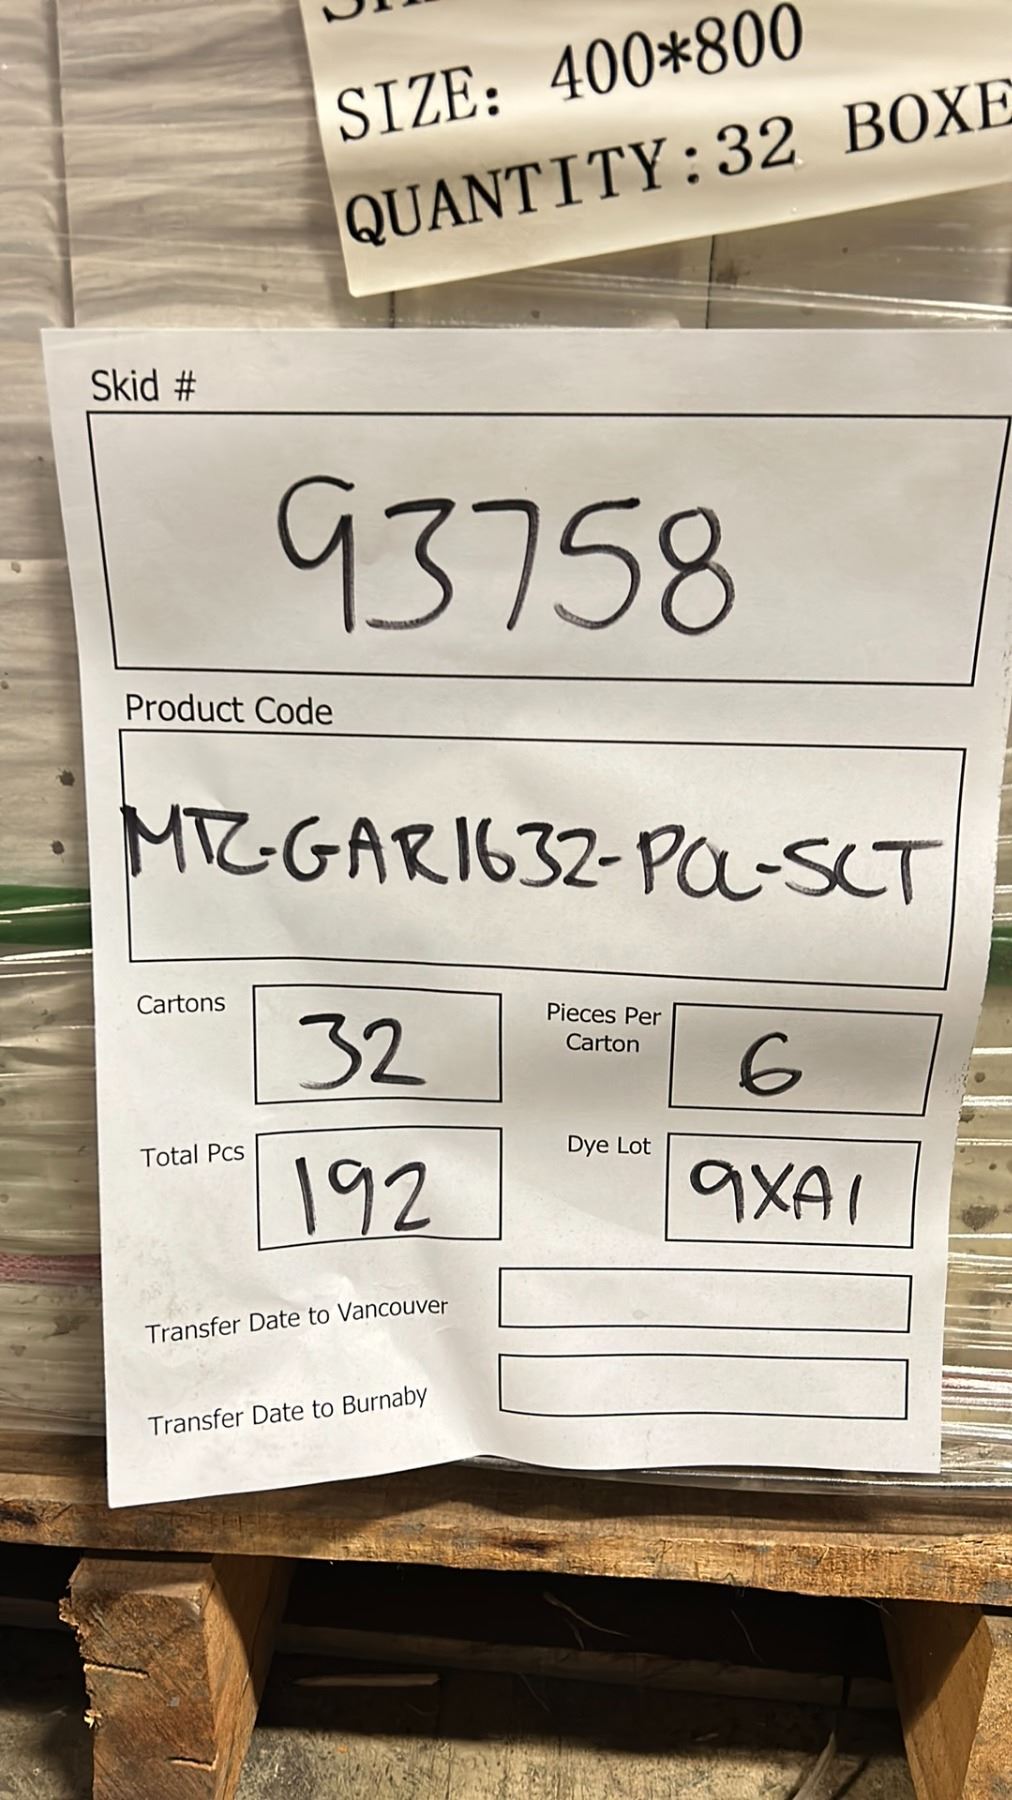 SIZE: 400*800
QUANTITY:32 BOXE
Skid #
93758
Product Code
MTZ-GAR1632-POL-SCT
Cartons 32 Pieces Per Carton 6
Total Pcs 192 Dye Lot 9XA1
Transfer Date to Vancouver
Transfer Date to Burnaby